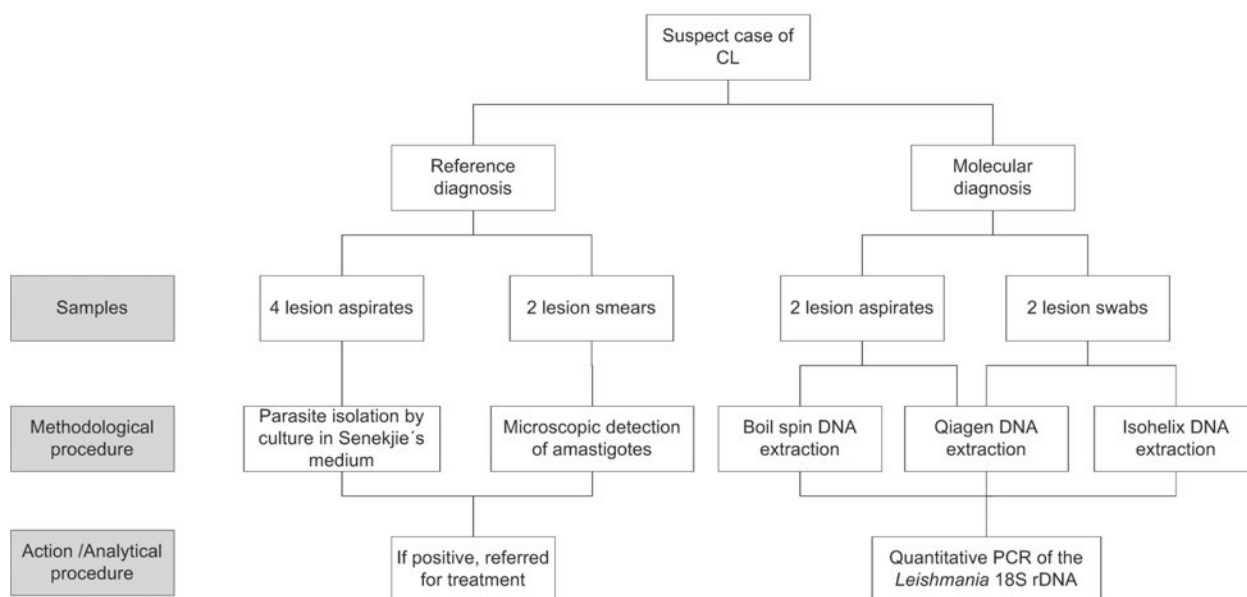 Suspect case of
CL
Reference
diagnosis
Molecular
diagnosis
Samples
4 lesion aspirates
2 lesion smears
2 lesion aspirates
2 lesion swabs
Methodological
procedure
Parasite isolation by
culture in Senekjie´s
medium
Microscopic detection
of amastigotes
Boil spin DNA
extraction
Qiagen DNA
extraction
Isohelix DNA
extraction
Action /Analytical
procedure
If positive, referred
for treatment
Quantitative PCR of the
Leishmania 18S rDNA